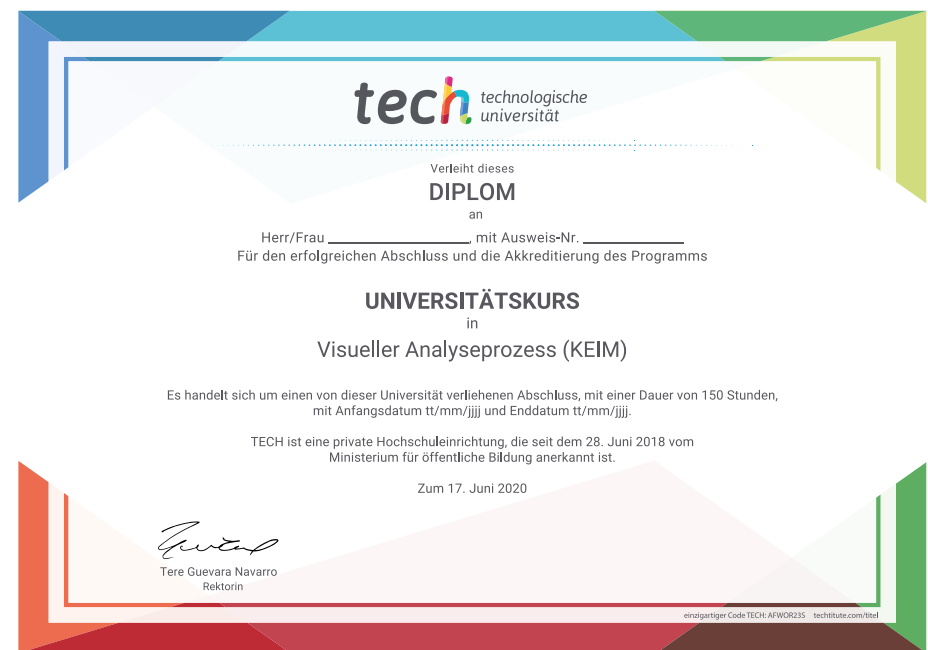 tech technologische
universität
Verleiht dieses
DIPLOM
an
Herr/Frau ____________________, mit Ausweis-Nr. ______________
Für den erfolgreichen Abschluss und die Akkreditierung des Programms
UNIVERSITÄTSKURS
in
Visueller Analyseprozess (KEIM)
Es handelt sich um einen von dieser Universität verliehenen Abschluss, mit einer Dauer von 150 Stunden,
mit Anfangsdatum tt/mm/jjjj und Enddatum tt/mm/jjjj.
TECH ist eine private Hochschuleinrichtung, die seit dem 28. Juni 2018 vom
Ministerium für öffentliche Bildung anerkannt ist.
Zum 17. Juni 2020
Tere Guevara Navarro
Rektorin
einzigartiger Code TECH: AFWOR23S techtitute.com/titel